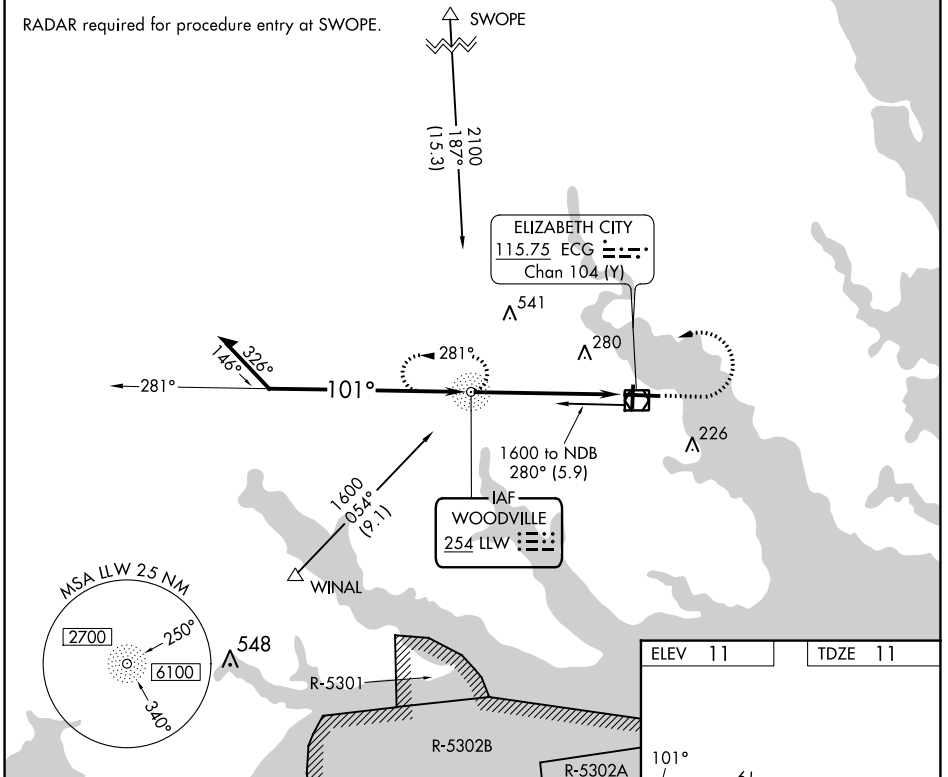 RADAR required for procedure entry at SWOPE.
SWOPE
2100
187°
(15.3)
ELIZABETH CITY
115.75 ECG
Chan 104 (Y)
541
280
326°
146°
281°
281°
101°
226
1600 to NDB
280° (5.9)
1600
054°
(9.1)
IAF
WOODVILLE
254 LLW
WINAL
MSA LLW 25 NM
2700
250°
6100
340°
548
R-5301
R-5302B
R-5302A
ELEV 11
TDZE 11
101°